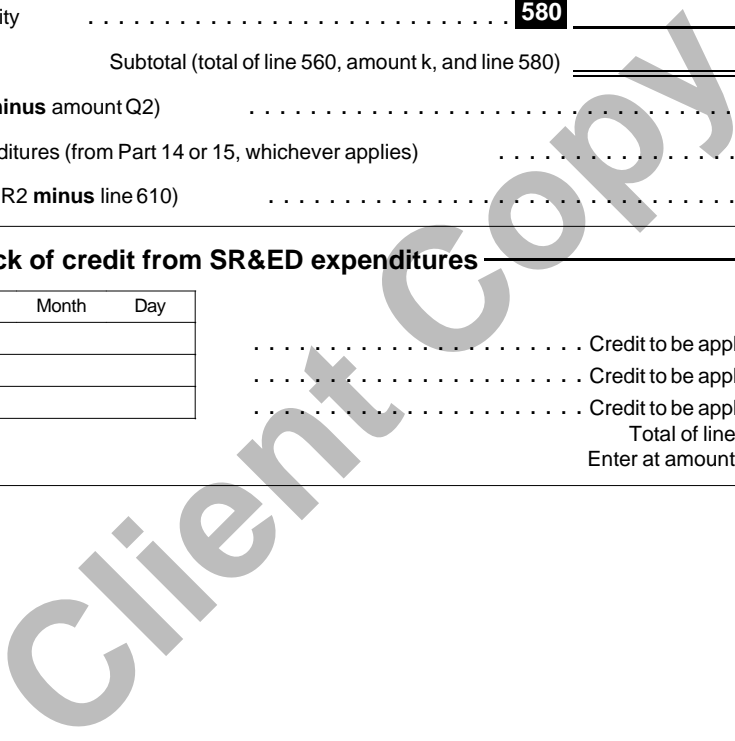 ity . . . . . . . . . . . . . . . . . . . . . . . . . . . . . . . . . 580
Subtotal (total of line 560, amount k, and line 580)
minus amount Q2) . . . . . . . . . . . . . . . . . . . . . . . . . . . . . . . .
ditures (from Part 14 or 15, whichever applies) . . . . . . . . . . . . . . .
R2 minus line 610) . . . . . . . . . . . . . . . . . . . . . . . . . . . . . . .
ck of credit from SR&ED expenditures
Month Day
. . . . . . . . . . . . . . . . . . . . . . Credit to be appl
. . . . . . . . . . . . . . . . . . . . . . Credit to be appl
. . . . . . . . . . . . . . . . . . . . . . Credit to be appl
Total of line
Enter at amount
Client Copy